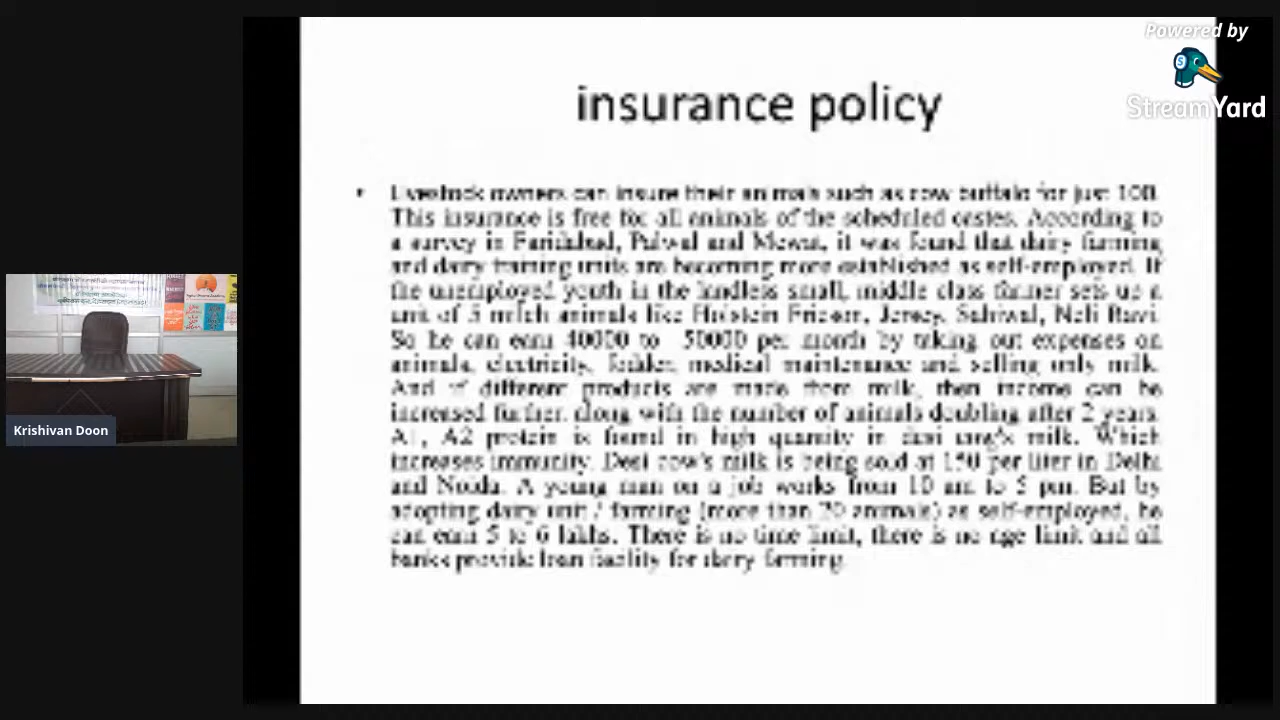 Powered by
StreamYard
insurance policy
• Livestock owners can insure their animals such as cow buffalo for just 100.
This insurance is free for all animals of the scheduled castes. According to
a survey in Faridabad, Palwal and Mewat, it was found that dairy farming
and dairy training units are becoming more established as self-employed. If
the unemployed youth in the landless small, middle class farmer sets up a
unit of 5 milch animals like Holstein Friesen, Jersey, Sahiwal, Neli Ravi.
So he can earn 40000 to 50000 per month by taking out expenses on
animals, electricity, fodder, medical maintenance and selling only milk.
And if different products are made from milk, then income can be
increased further, along with the number of animals doubling after 2 years.
A1, A2 protein is found in high quantity in desi cow's milk. Which
increases immunity. Desi cow's milk is being sold at 150 per liter in Delhi
and Noida. A young man on a job works from 10 am to 5 pm. But by
adopting dairy unit / farming (more than 20 animals) as self-employed, he
can earn 5 to 6 lakhs. There is no time limit, there is no age limit and all
banks provide loan facility for dairy farming.
Krishivan Doon